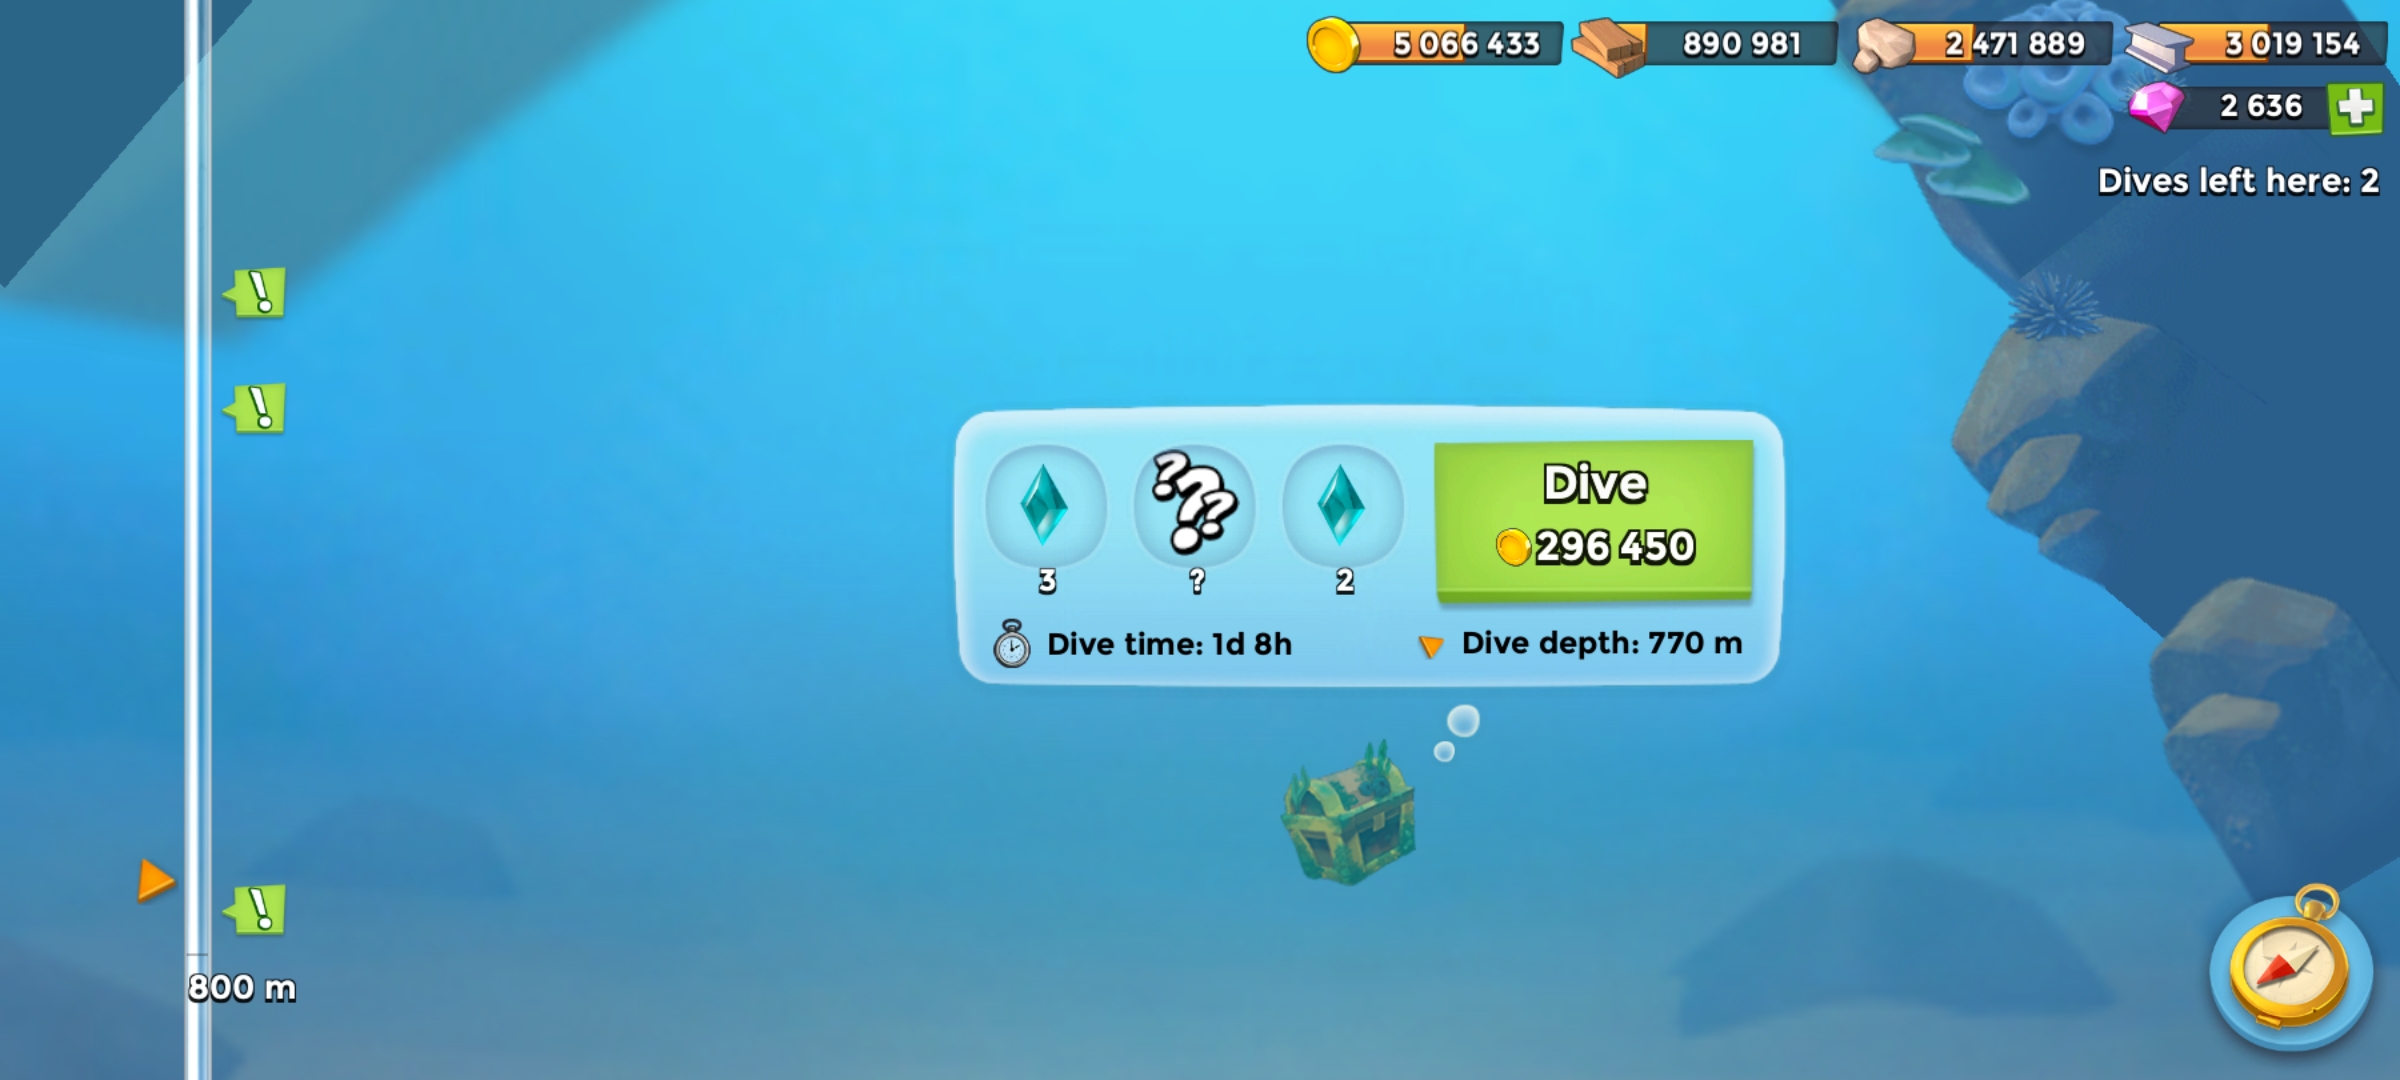 5 066 433
890 981
2 471 889
3 019 154
2 636
Dives left here: 2
!
!
????
3
?
2
Dive
296 450
Dive time: 1d 8h
Dive depth: 770 m
!
800 m